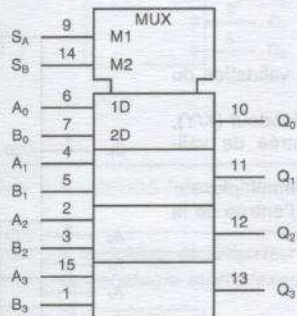 MUX
S_A 9 M1
S_B 14 M2
A_0 6 1D 10 Q_0
B_0 7 2D
A_1 4 11 Q_1
B_1 5
A_2 2 12 Q_2
B_2 3
A_3 15 13 Q_3
B_3 1